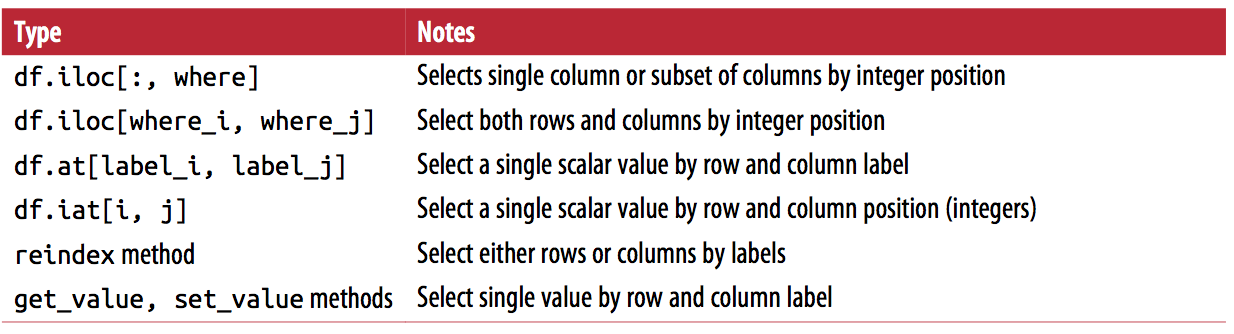 Type Notes
df.iloc[:, where] Selects single column or subset of columns by integer position
df.iloc[where_i, where_j] Select both rows and columns by integer position
df.at[label_i, label_j] Select a single scalar value by row and column label
df.iat[i, j] Select a single scalar value by row and column position (integers)
reindex method Select either rows or columns by labels
get_value, set_value methods Select single value by row and column label